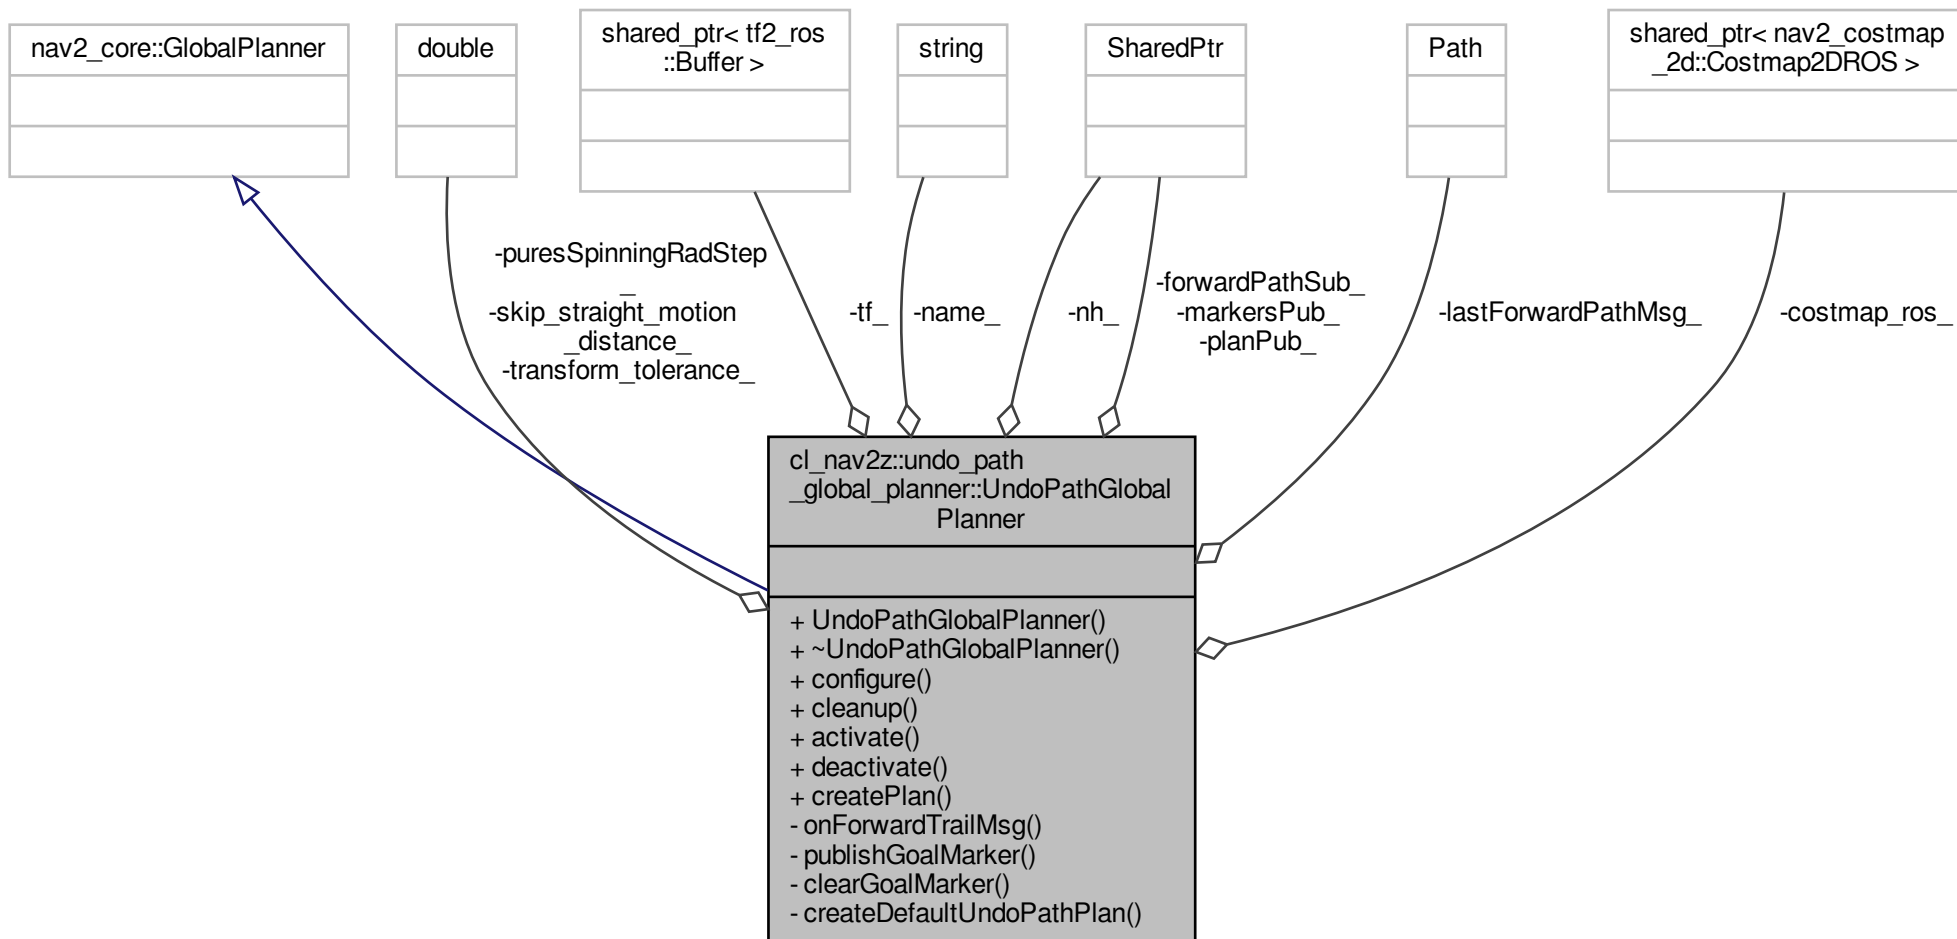 nav2_core::GlobalPlanner
double
shared_ptr< tf2_ros
::Buffer >
string
SharedPtr
Path
shared_ptr< nav2_costmap
_2d::Costmap2DROS >
-puresSpinningRadStep
_
-skip_straight_motion
_distance_
-transform_tolerance_
-tf_
-name_
-nh_
-forwardPathSub_
-markersPub_
-planPub_
-lastForwardPathMsg_
-costmap_ros_
cl_nav2z::undo_path
_global_planner::UndoPathGlobal
Planner
+ UndoPathGlobalPlanner()
+ ~UndoPathGlobalPlanner()
+ configure()
+ cleanup()
+ activate()
+ deactivate()
+ createPlan()
- onForwardTrailMsg()
- publishGoalMarker()
- clearGoalMarker()
- createDefaultUndoPathPlan()